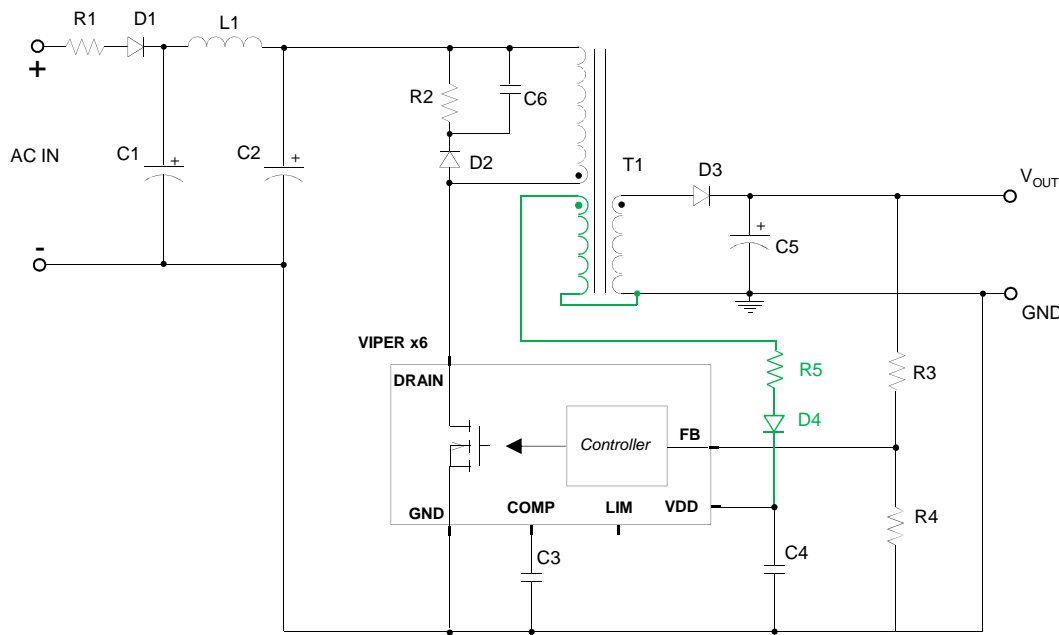 R1
D1
L1
+
AC IN
-
C1
+
C2
+
R2
C6
D2
T1
D3
V_OUT
+
C5
GND
VIPER x6
DRAIN
R5
R3
D4
Controller
FB
GND
COMP
LIM
VDD
R4
C3
C4